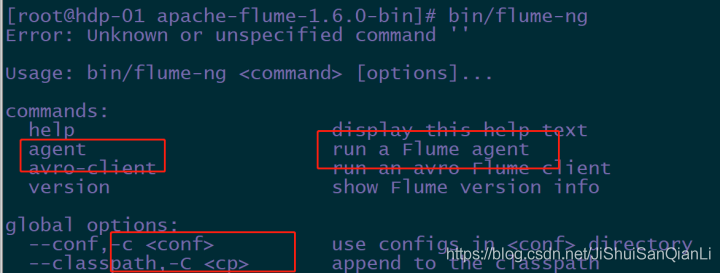 [root@hdp-01 apache-flume-1.6.0-bin]# bin/flume-ng
Error: Unknown or unspecified command ''
Usage: bin/flume-ng <command> [options]...
commands:
help display this help text
agent run a Flume agent
avro-client run an avro Flume client
version show Flume version info
global options:
--conf,-c <conf> use configs in <conf> directory
--classpath,-C <cp> append to the classpath
https://blog.csdn.net/JiShuiSanQianLi